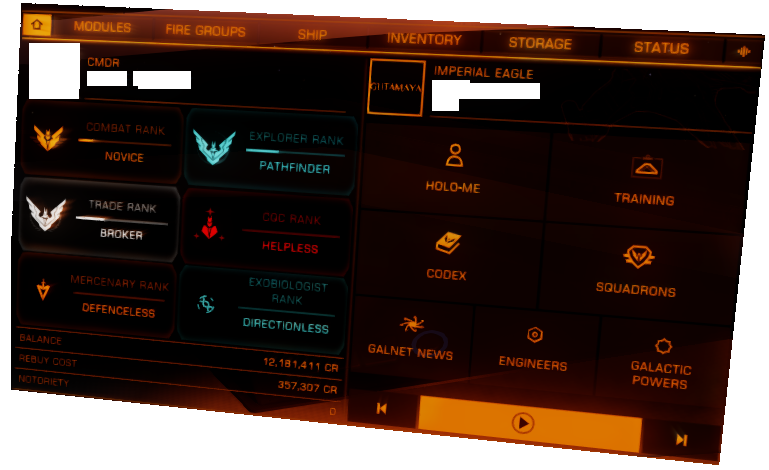 MODULES
FIRE GROUPS
SHIP
INVENTORY
STORAGE
STATUS
CMDR
GUTAMAYA
IMPERIAL EAGLE
COMBAT RANK
NOVICE
EXPLORER RANK
PATHFINDER
TRADE RANK
BROKER
CQC RANK
HELPLESS
MERCENARY RANK
DEFENCELESS
EXOBIOLOGIST
RANK
DIRECTIONLESS
BALANCE
12,181,411 CR
REBUY COST
357,307 CR
NOTORIETY
0
HOLO-ME
TRAINING
CODEX
SQUADRONS
GALNET NEWS
ENGINEERS
GALACTIC
POWERS